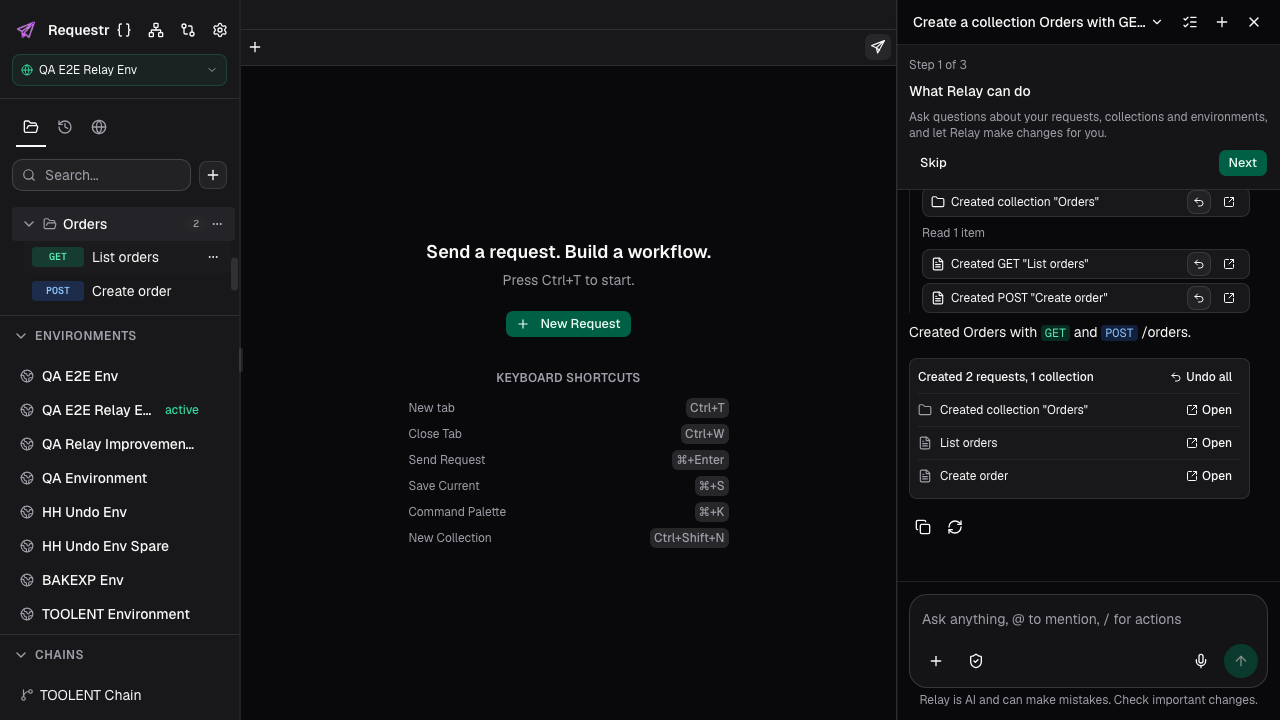 Requestr
QA E2E Relay Env
Search...
Orders 2
GET List orders
POST Create order
ENVIRONMENTS
QA E2E Env
QA E2E Relay E... active
QA Relay Improvemen...
QA Environment
HH Undo Env
HH Undo Env Spare
BAKEXP Env
TOOLENT Environment
CHAINS
TOOLENT Chain
Send a request. Build a workflow.
Press Ctrl+T to start.
New Request
KEYBOARD SHORTCUTS
New tab Ctrl+T
Close Tab Ctrl+W
Send Request ⌘+Enter
Save Current ⌘+S
Command Palette ⌘+K
New Collection Ctrl+Shift+N
Create a collection Orders with GE...
Step 1 of 3
What Relay can do
Ask questions about your requests, collections and environments,
and let Relay make changes for you.
Skip Next
Created collection "Orders"
Read 1 item
Created GET "List orders"
Created POST "Create order"
Created Orders with GET and POST /orders.
Created 2 requests, 1 collection Undo all
Created collection "Orders" Open
List orders Open
Create order Open
Ask anything, @ to mention, / for actions
Relay is AI and can make mistakes. Check important changes.